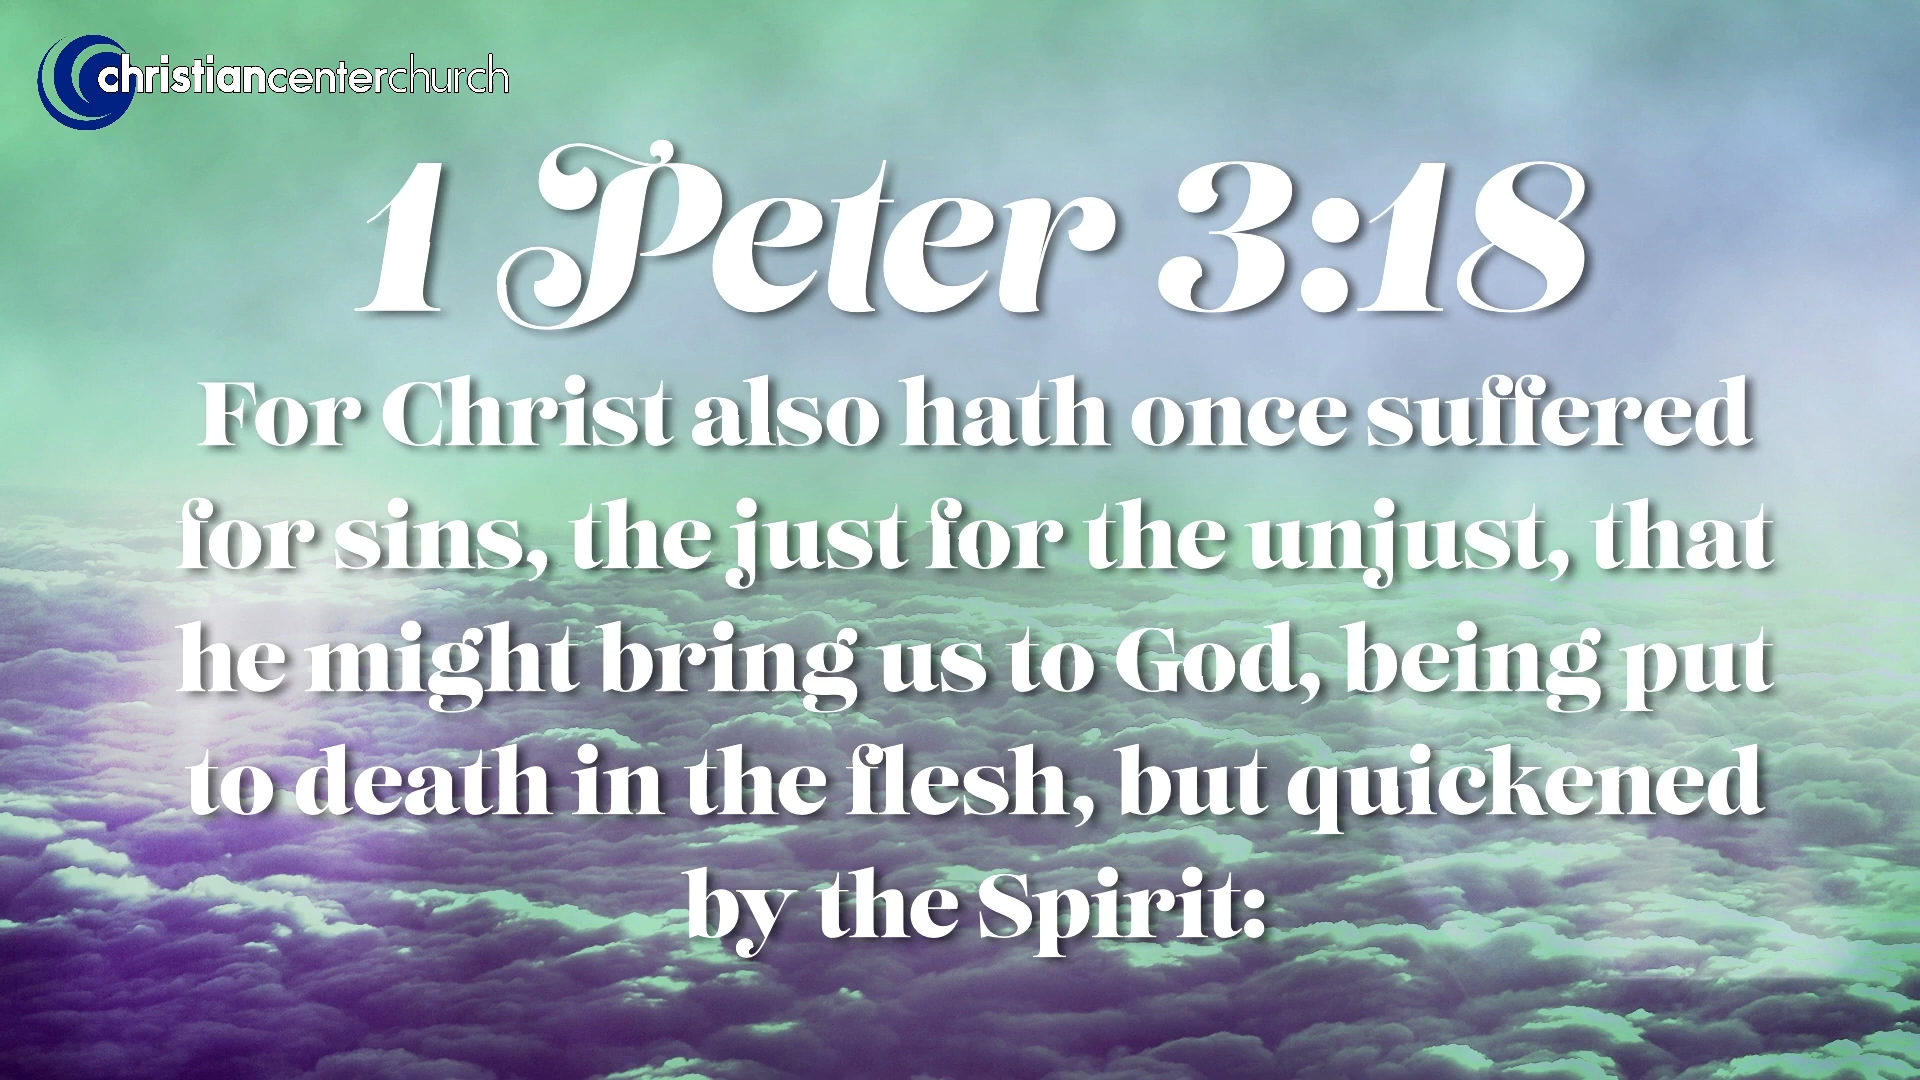 christiancenterchurch
1 Peter 3:18
For Christ also hath once suffered
for sins, the just for the unjust, that
he might bring us to God, being put
to death in the flesh, but quickened
by the Spirit: